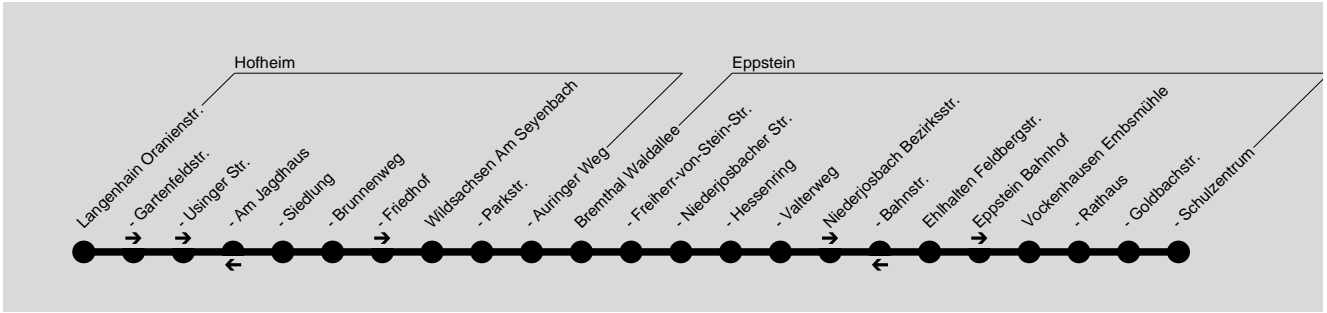 Hofheim
Eppstein
Langenhain Oranienstr.
- Gartenfeldstr.
- Usinger Str.
- Am Jagdhaus
- Siedlung
- Brunnenweg
- Friedhof
Wildsachsen Am Seyenbach
- Parkstr.
- Auringer Weg
Bremthal Waldallee
- Freiherr-von-Stein-Str.
- Niederjosbacher Str.
- Hessenring
- Valterweg
Niederjosbach Bezirksstr.
- Bahnstr.
Ehlhalten Feldbergstr.
Eppstein Bahnhof
Vockenhausen Embsmühle
- Rathaus
- Goldbachstr.
- Schulzentrum